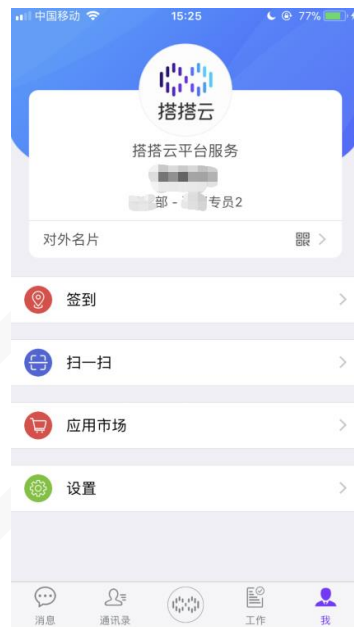 中国移动 15:25 77%
搭搭云
搭搭云平台服务
部 - 专员2
对外名片
签到
扫一扫
应用市场
设置
消息 通讯录 工作 我